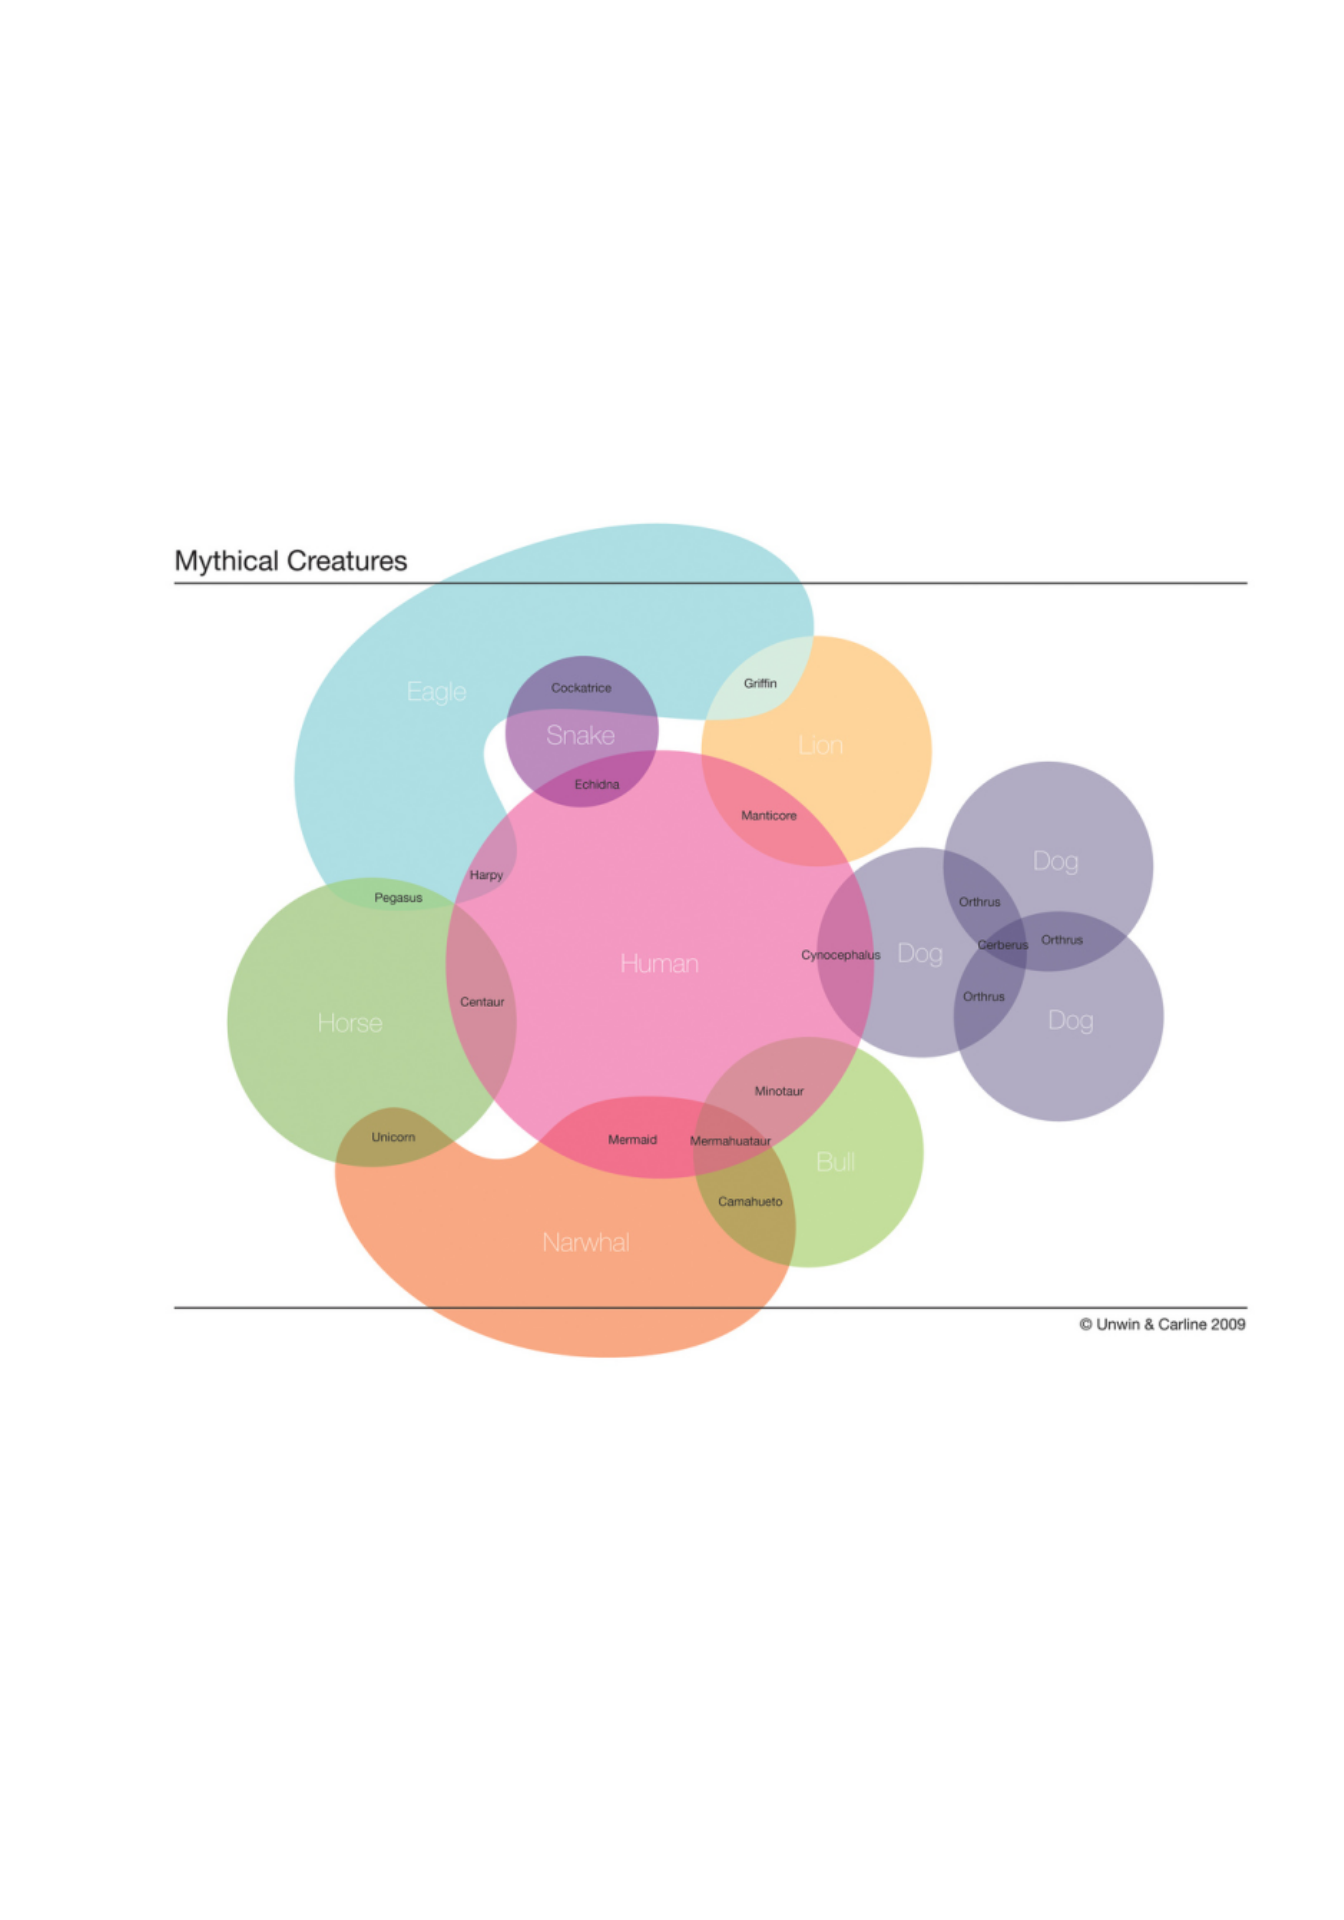 Mythical Creatures
Eagle
Cockatrice
Griffin
Snake
Lion
Echidna
Manticore
Dog
Harpy
Pegasus
Orthrus
Human
Cynocephalus
Dog
Cerberus
Orthrus
Centaur
Orthrus
Horse
Dog
Minotaur
Unicorn
Mermaid
Mermahuataur
Bull
Camahueto
Narwhal
© Unwin & Carline 2009